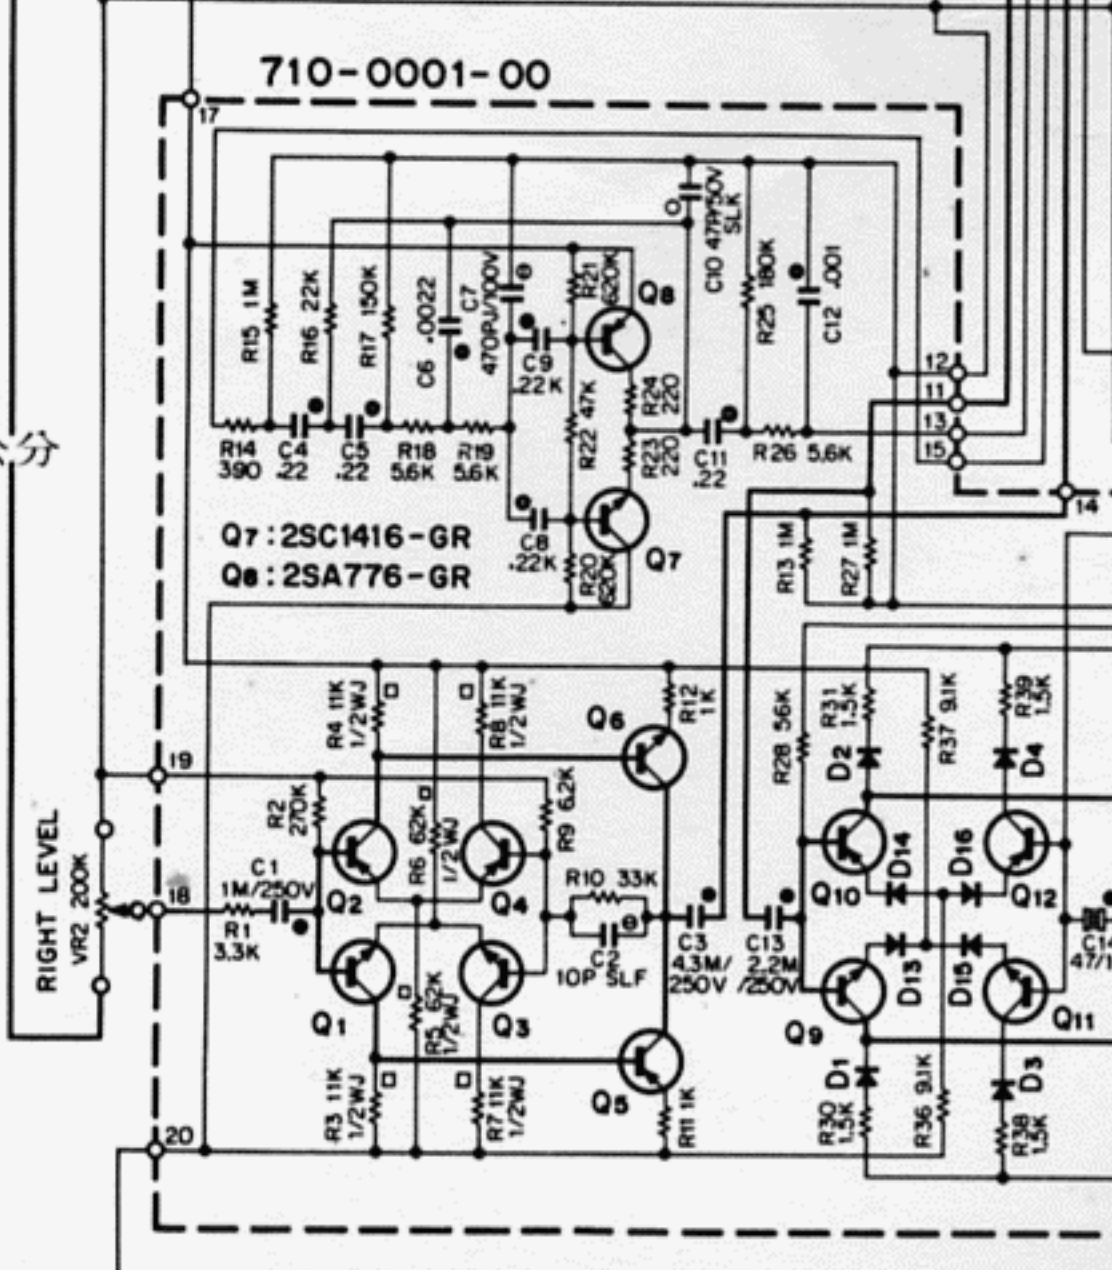 710-0001-00
17
R15 1M
R16 22K
R17 150K
C6 .0022
C7
470PJ/100V
R21
620K
Q8
C10 47P/50V
SLK
R25 180K
C12 .001
C9
.22K
R22 47K
R24
220
R23
220
R14
390
C4
.22
C5
.22
R18
5.6K
R19
5.6K
C11
.22
R26 5.6K
12
11
13
15
14
分
Q7:2SC1416-GR
Q8:2SA776-GR
C8
.22K
R20
620K
Q7
R13 1M
R27 1M
R4 11K
1/2WJ
R8 11K
1/2WJ
Q6
R12
1K
R28 56K
R31
1.5K
R37 9.1K
R39
1.5K
D2
D4
19
R2
270K
R6 62K
1/2WJ
R9 6.2K
RIGHT LEVEL
VR2 200K
18
C1
1M/250V
R1
3.3K
Q2
Q4
R10 33K
C2
10P SLF
C3
4.3M/
250V
C13
2.2M
/250V
Q10
D14
D16
Q12
C14
47/1
Q1
R5 62K
1/2WJ
Q3
Q9
D13
D15
Q11
R3 11K
1/2WJ
R7 11K
1/2WJ
Q5
R11 1K
D1
R30
1.5K
R36 9.1K
D3
R38
1.5K
20